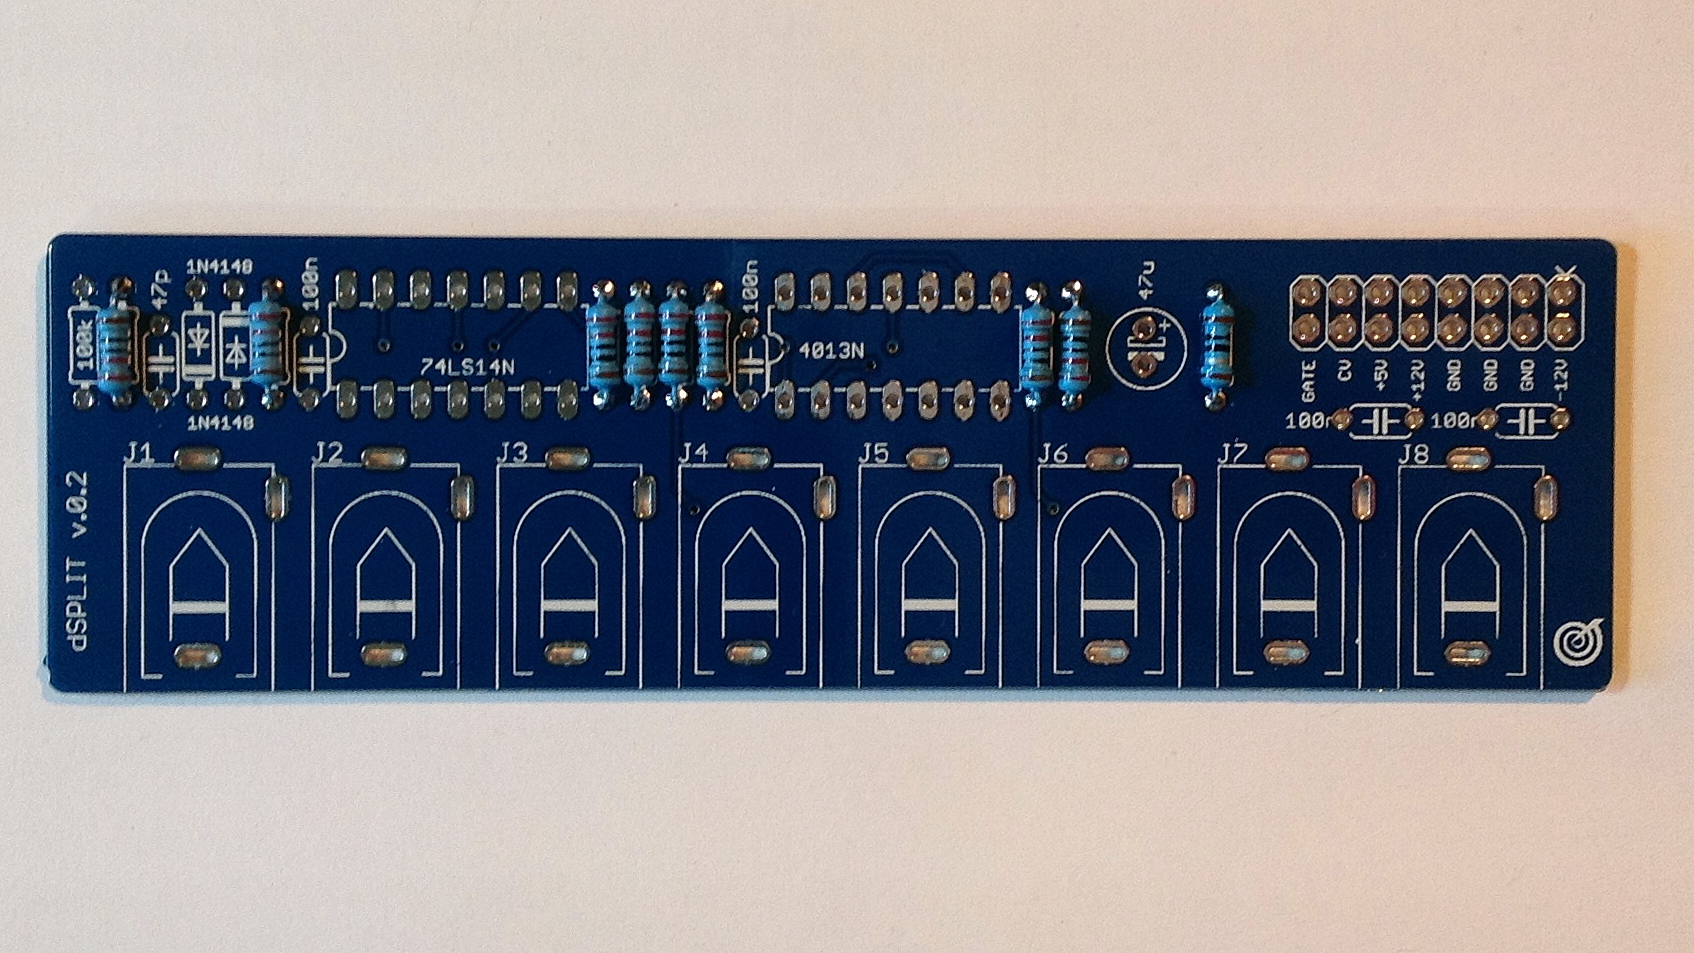 1N4148
47p
100n
100k
1N4148
74LS14N
100n
4013N
47u
+
K
GATE
CV
+5V
+12V
GND
GND
GND
-12V
100n
100n
J1
J2
J3
J4
J5
J6
J7
J8
dSPLIT v.0.2